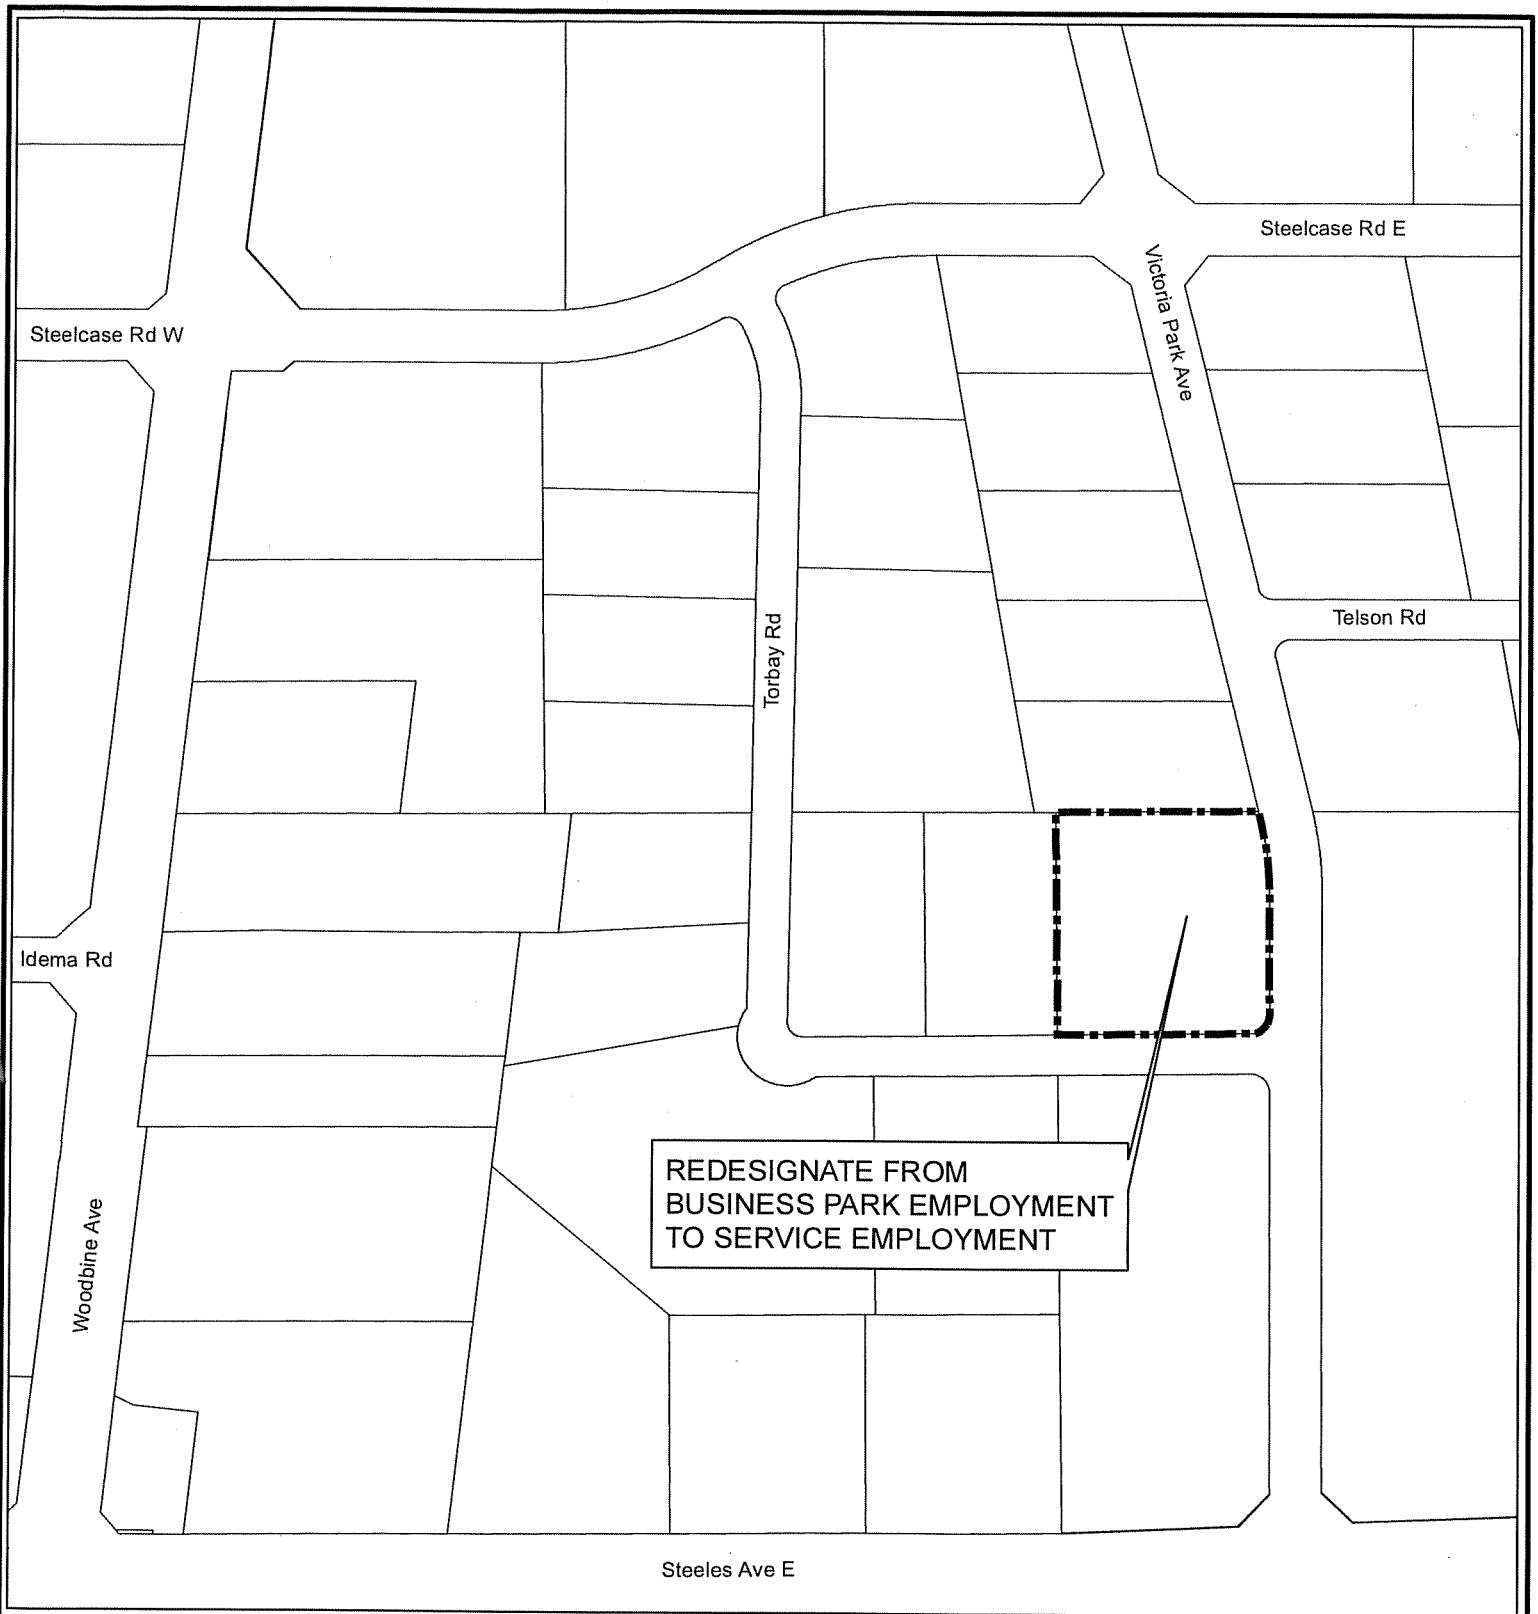 Steelcase Rd E
Victoria Park Ave
Steelcase Rd W
Telson Rd
Torbay Rd
Idema Rd
REDESIGNATE FROM
BUSINESS PARK EMPLOYMENT
TO SERVICE EMPLOYMENT
Woodbine Ave
Steeles Ave E